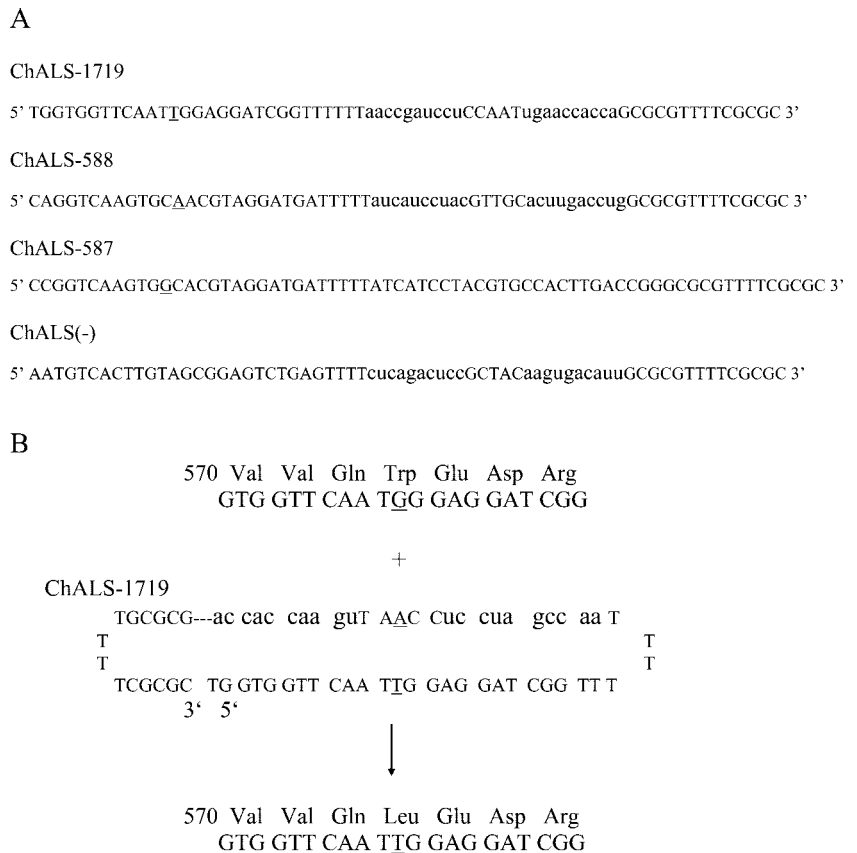 A
ChALS-1719
5’ TGGTGGTTCAATTGGAGGATCGGTTTTTTaaccgauccuCCAATugaaccaccaGCGCGTTTTCGCGC 3’
ChALS-588
5’ CAGGTCAAGTGCAACGTAGGATGATTTTTaucauccuacGTTGCacuugaccugGCGCGTTTTCGCGC 3’
ChALS-587
5’ CCGGTCAAGTGGCACGTAGGATGATTTTTATCATCCTACGTGCCACTTGACCGGGCGCGTTTTCGCGC 3’
ChALS(-)
5’ AATGTCACTTGTAGCGGAGTCTGAGTTTTcucagacuccGCTACaagugacauuGCGCGTTTTCGCGC 3’
B
570 Val Val Gln Trp Glu Asp Arg
GTG GTT CAA TGG GAG GAT CGG
+
ChALS-1719
TGCGCG---ac cac caa guT AAC Cuc cua gcc aa T
T T
T T
TCGCGC TG GTG GTT CAA TTG GAG GAT CGG TTT T
3‘ 5‘
570 Val Val Gln Leu Glu Asp Arg
GTG GTT CAA TTG GAG GAT CGG